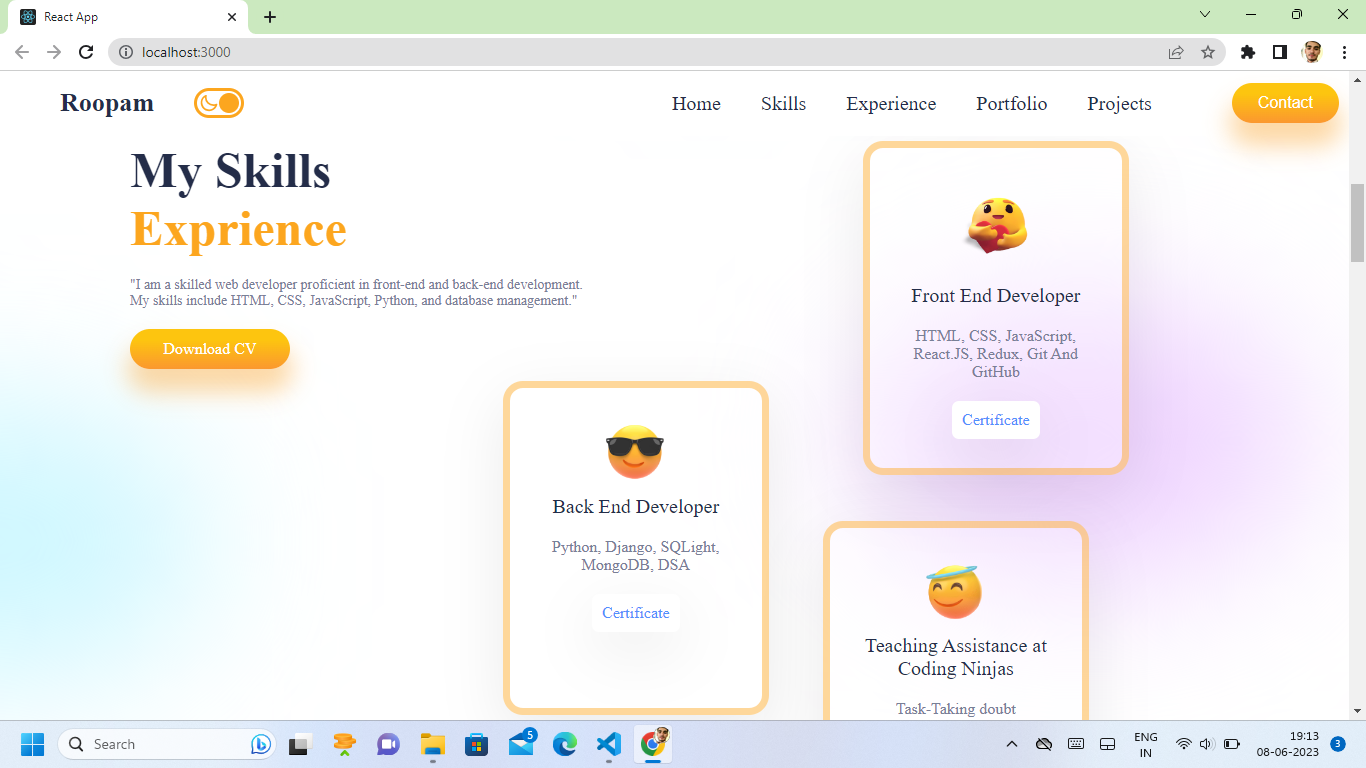 React App
localhost:3000
Roopam
Home Skills Experience Portfolio Projects Contact
My Skills
Exprience
"I am a skilled web developer proficient in front-end and back-end development.
My skills include HTML, CSS, JavaScript, Python, and database management."
Download CV
Front End Developer
HTML, CSS, JavaScript,
React.JS, Redux, Git And
GitHub
Certificate
Back End Developer
Python, Django, SQLight,
MongoDB, DSA
Certificate
Teaching Assistance at
Coding Ninjas
Task-Taking doubt
Search
5
ENG
IN
19:13
08-06-2023
3